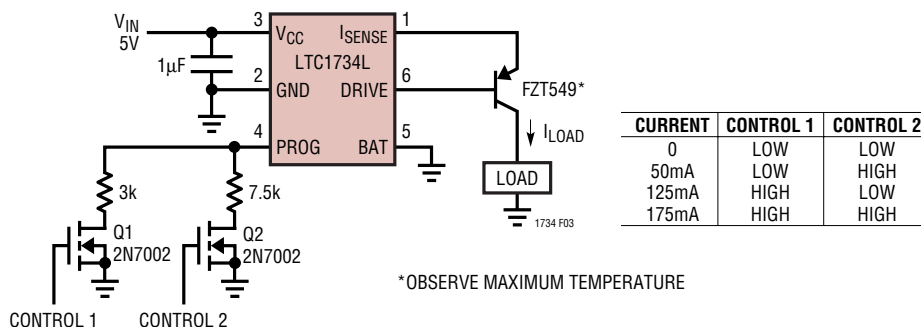 VIN
5V
1µF
3
VCC
ISENSE
1
LTC1734L
2
GND
DRIVE
6
FZT549*
4
PROG
BAT
5
ILOAD
LOAD
1734 F03
3k
7.5k
Q1
2N7002
Q2
2N7002
CONTROL 1
CONTROL 2
*OBSERVE MAXIMUM TEMPERATURE
CURRENT CONTROL 1 CONTROL 2
0 LOW LOW
50mA LOW HIGH
125mA HIGH LOW
175mA HIGH HIGH